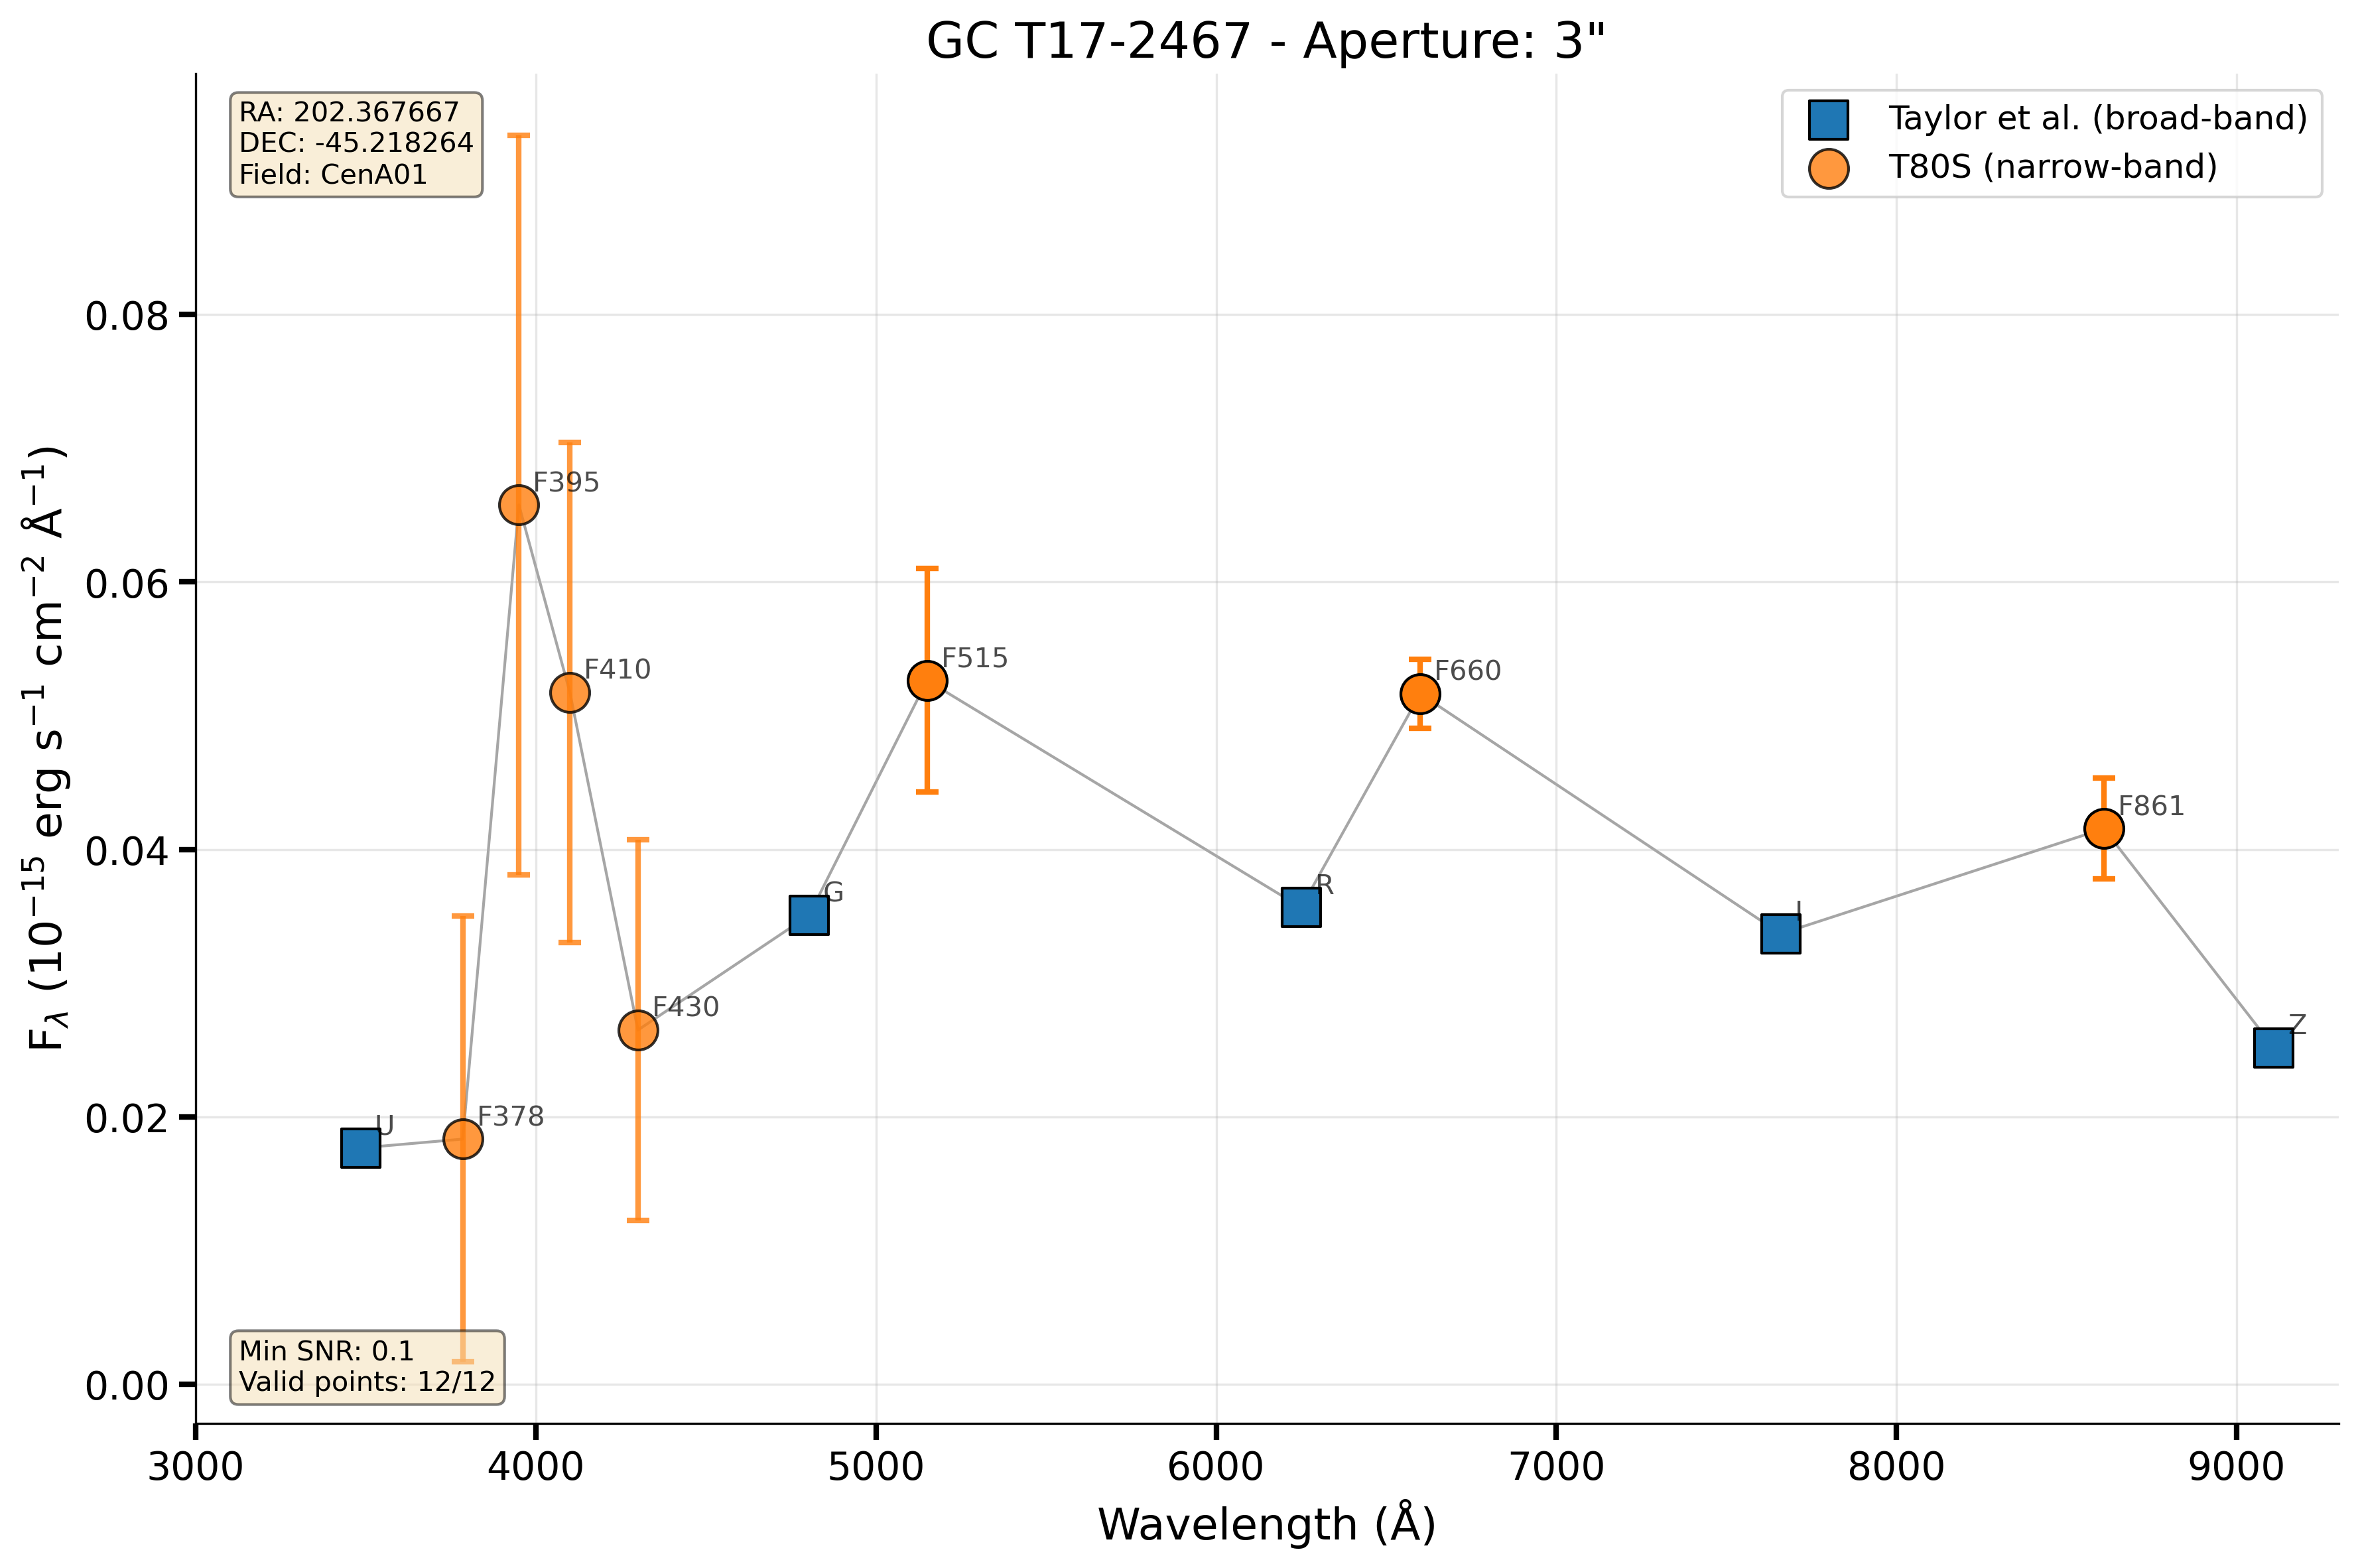 GC T17-2467 - Aperture: 3"
RA: 202.367667
DEC: -45.218264
Field: CenA01
Taylor et al. (broad-band)
T80S (narrow-band)
F395
F410
F515
F660
F861
G
R
I
F430
Z
U
F378
Min SNR: 0.1
Valid points: 12/12
0.08
0.06
0.04
0.02
0.00
F$_{λ}$ (10$^{−15}$ erg s$^{−1}$ cm$^{−2}$ Å$^{−1}$)
3000 4000 5000 6000 7000 8000 9000
Wavelength (Å)